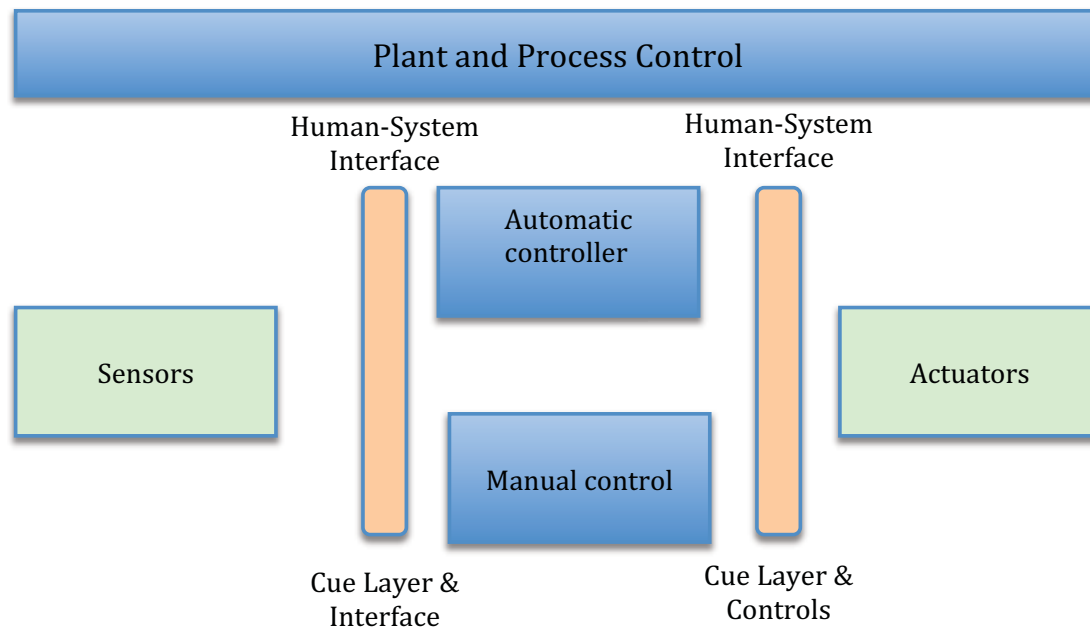 Plant and Process Control
Human-System
Interface
Human-System
Interface
Automatic
controller
Sensors
Actuators
Manual control
Cue Layer &
Interface
Cue Layer &
Controls